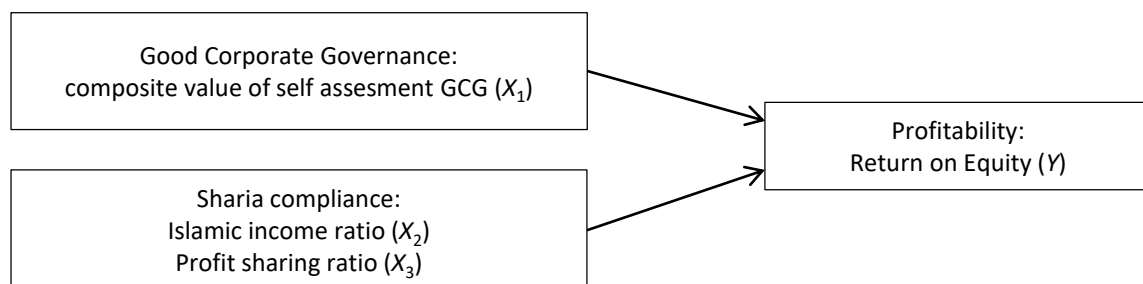 Good Corporate Governance:
composite value of self assesment GCG (X1)
Profitability:
Return on Equity (Y)
Sharia compliance:
Islamic income ratio (X2)
Profit sharing ratio (X3)